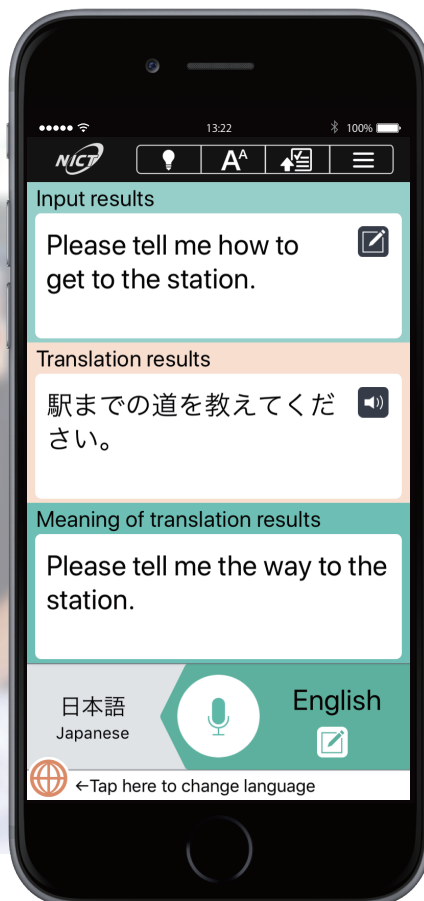 13:22
100%
NICT
AA
Input results
Please tell me how to
get to the station.
Translation results
駅までの道を教えてくだ
さい。
Meaning of translation results
Please tell me the way to the
station.
日本語
Japanese
English
←Tap here to change language